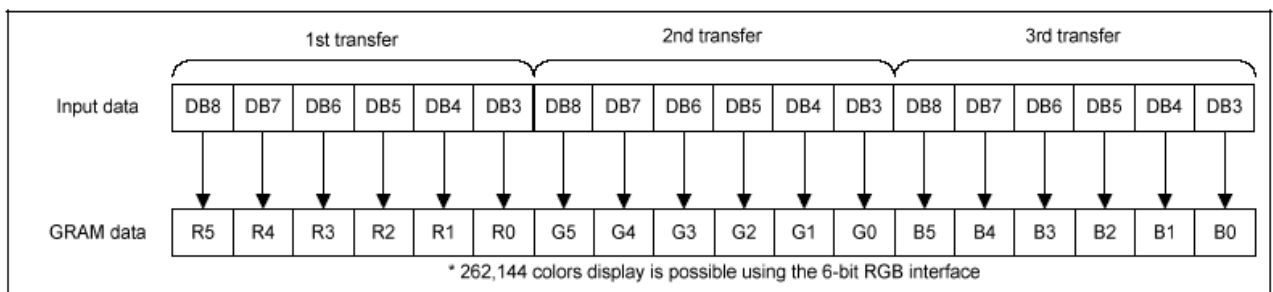 1st transfer 2nd transfer 3rd transfer
Input data DB8 DB7 DB6 DB5 DB4 DB3 DB8 DB7 DB6 DB5 DB4 DB3 DB8 DB7 DB6 DB5 DB4 DB3
GRAM data R5 R4 R3 R2 R1 R0 G5 G4 G3 G2 G1 G0 B5 B4 B3 B2 B1 B0
* 262,144 colors display is possible using the 6-bit RGB interface